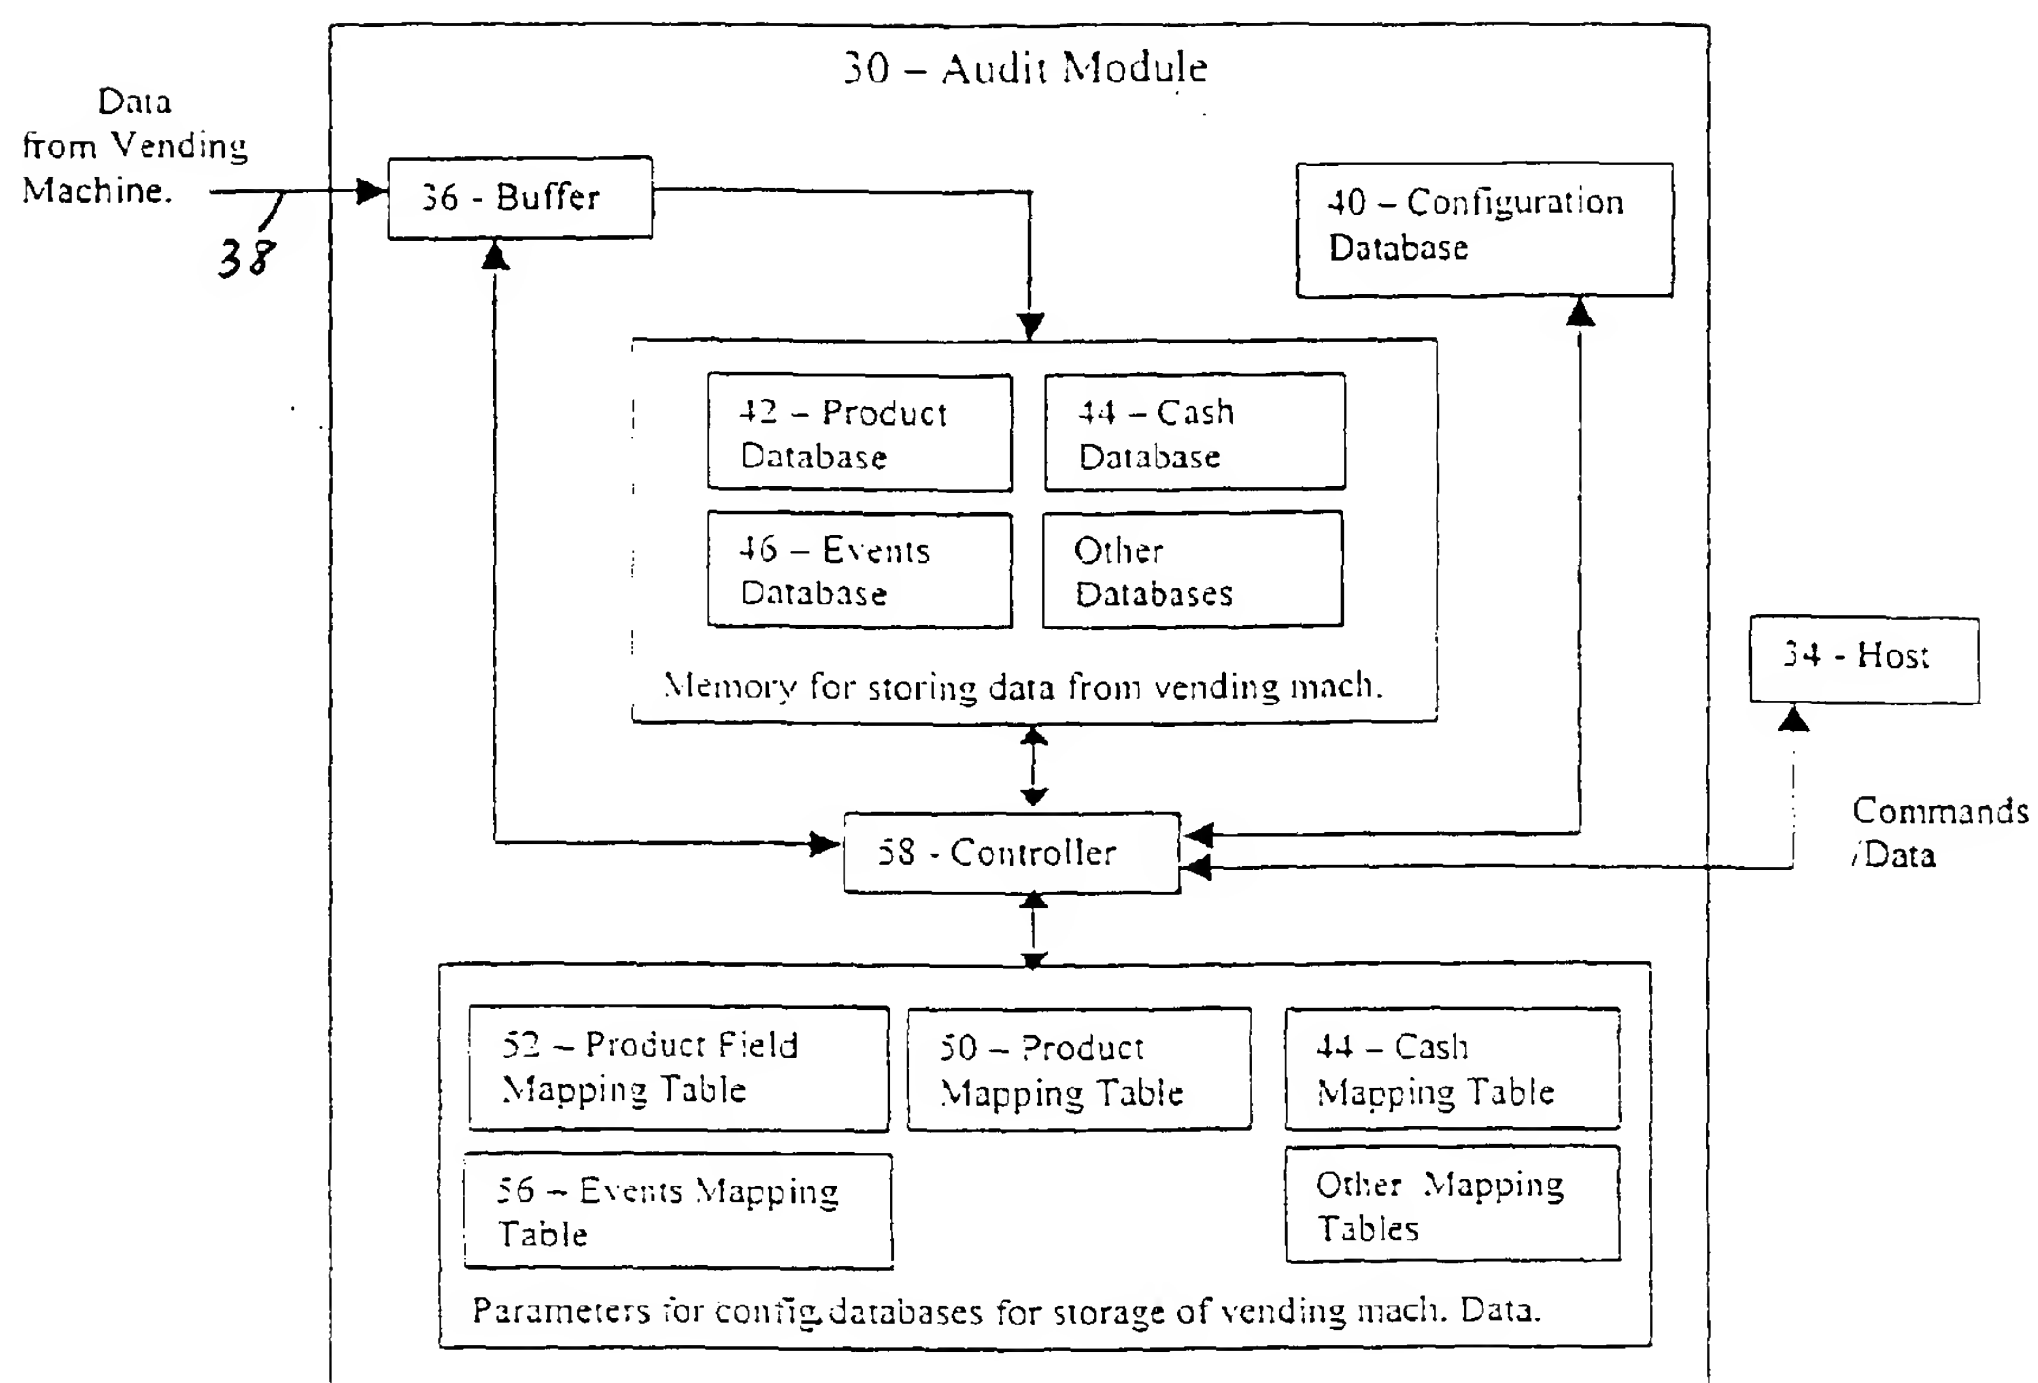 30 – Audit Module
Data
from Vending
Machine.
38
36 - Buffer
40 – Configuration
Database
42 – Product
Database
44 – Cash
Database
46 – Events
Database
Other
Databases
Memory for storing data from vending mach.
34 - Host
Commands
/Data
58 - Controller
52 – Product Field
Mapping Table
50 – Product
Mapping Table
44 – Cash
Mapping Table
56 – Events Mapping
Table
Other Mapping
Tables
Parameters for config.databases for storage of vending mach. Data.